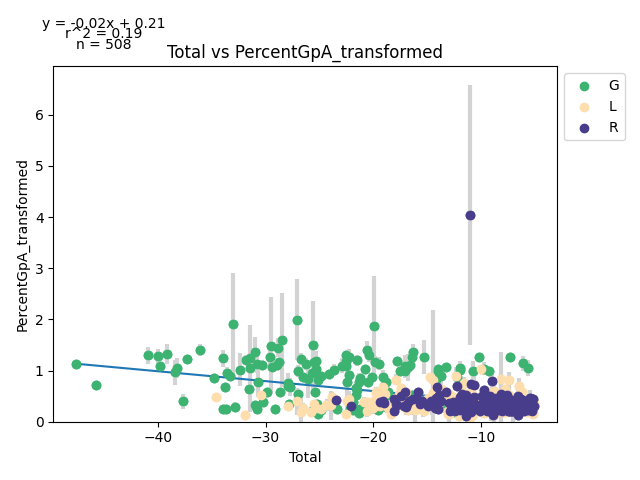 y = -0.02x + 0.21
r^2 = 0.19
n = 508
Total vs PercentGpA_transformed
G
L
R
PercentGpA_transformed
6
5
4
3
2
1
0
−40 −30 −20 −10
Total